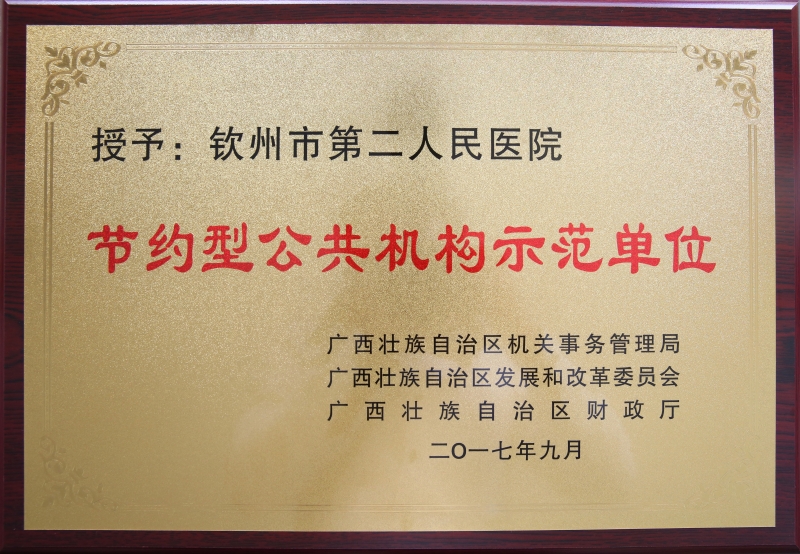 授予：钦州市第二人民医院
节约型公共机构示范单位
广西壮族自治区机关事务管理局
广西壮族自治区发展和改革委员会
广西壮族自治区财政厅
二〇一七年九月